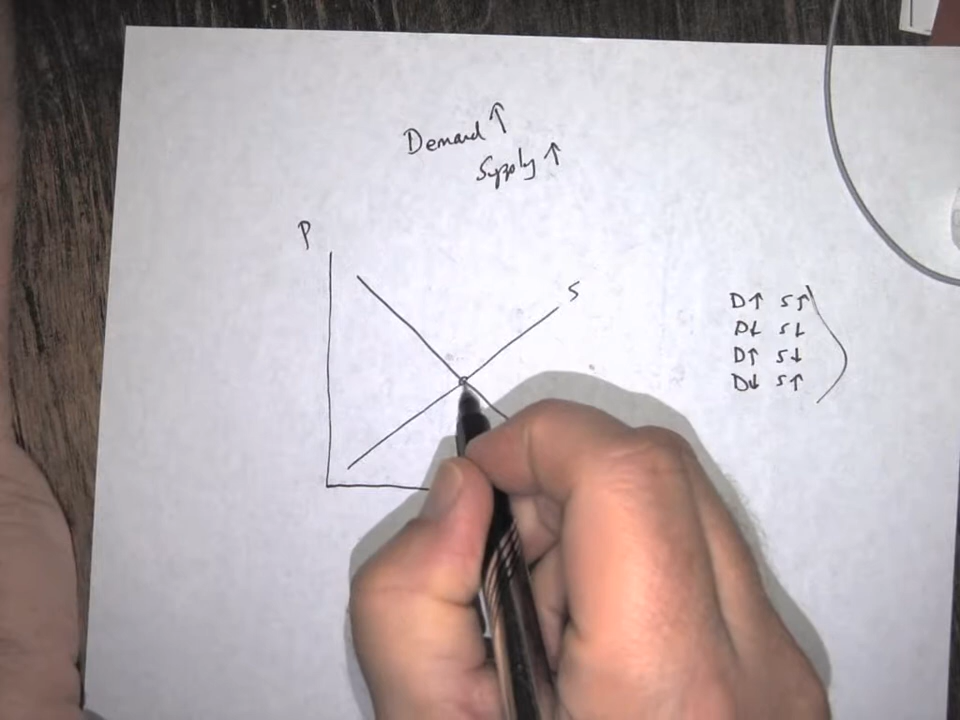 Demand ↑
Supply ↑
P
S
D↑ S↑
D↓ S↓
D↑ S↓
D↓ S↑